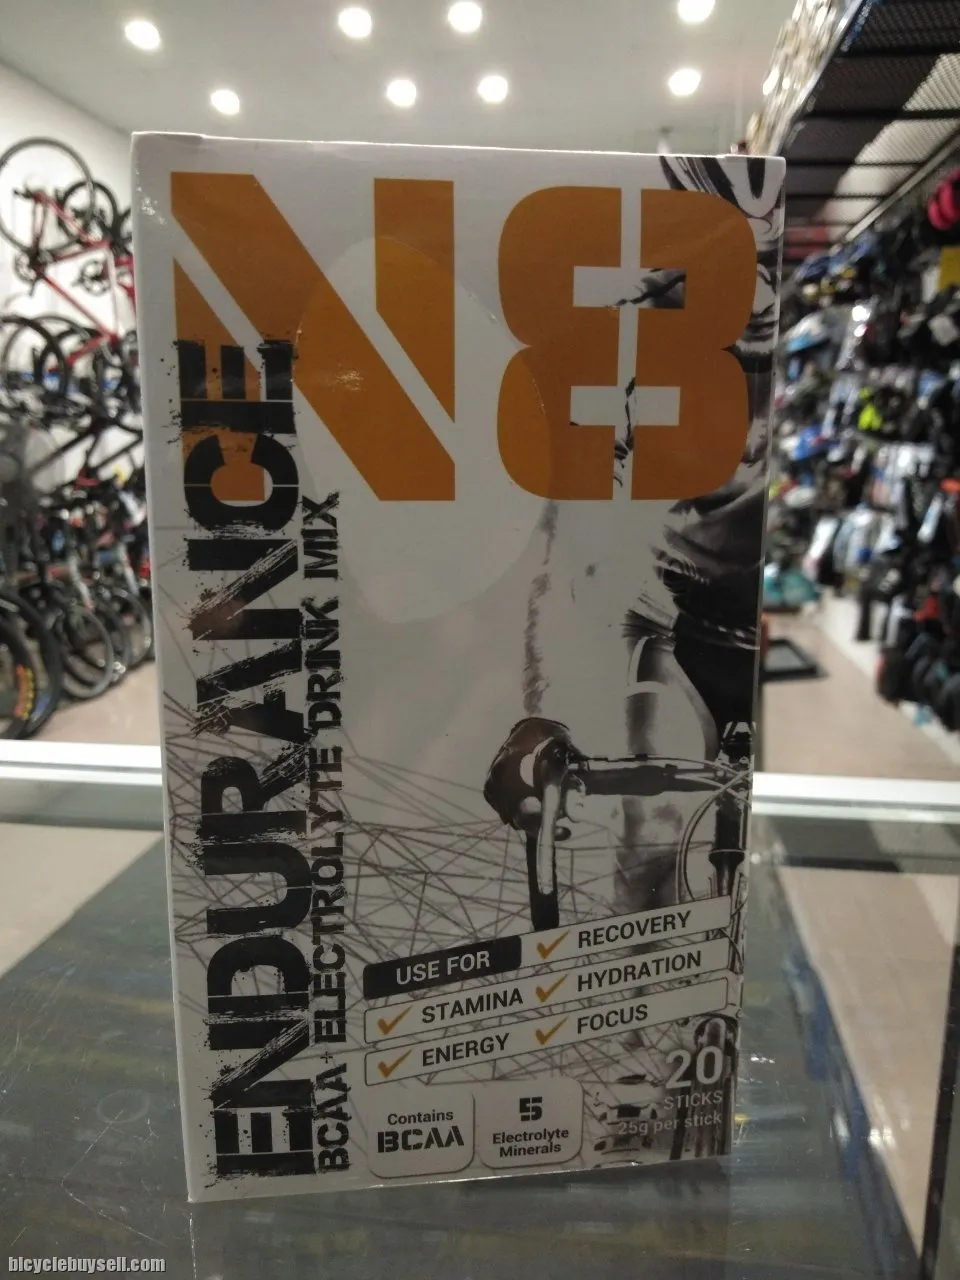 N8
ENDURANCE
BCAA + ELECTROLYTE DRINK MIX
USE FOR
RECOVERY
STAMINA
HYDRATION
ENERGY
FOCUS
20
STICKS
25g per stick
Contains
BCAA
5
Electrolyte
Minerals
bicyclebuysell.com